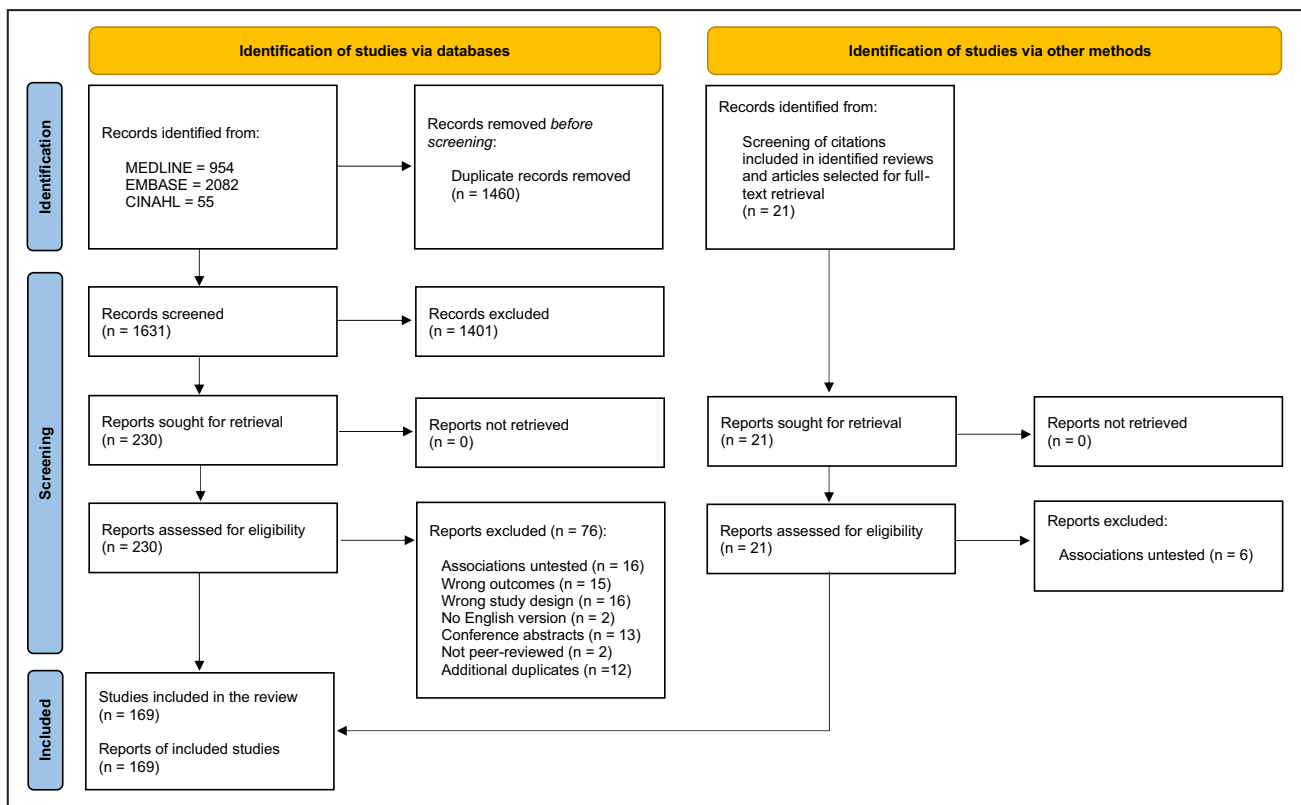 Identification of studies via databases
Identification of studies via other methods
Identification
Records identified from:
MEDLINE = 954
EMBASE = 2082
CINAHL = 55
Records removed before
screening:
Duplicate records removed
(n = 1460)
Records identified from:
Screening of citations
included in identified reviews
and articles selected for full-
text retrieval
(n = 21)
Screening
Records screened
(n = 1631)
Records excluded
(n = 1401)
Reports sought for retrieval
(n = 230)
Reports not retrieved
(n = 0)
Reports sought for retrieval
(n = 21)
Reports not retrieved
(n = 0)
Reports assessed for eligibility
(n = 230)
Reports excluded (n = 76):
Associations untested (n = 16)
Wrong outcomes (n = 15)
Wrong study design (n = 16)
No English version (n = 2)
Conference abstracts (n = 13)
Not peer-reviewed (n = 2)
Additional duplicates (n =12)
Reports assessed for eligibility
(n = 21)
Reports excluded:
Associations untested (n = 6)
Included
Studies included in the review
(n = 169)
Reports of included studies
(n = 169)